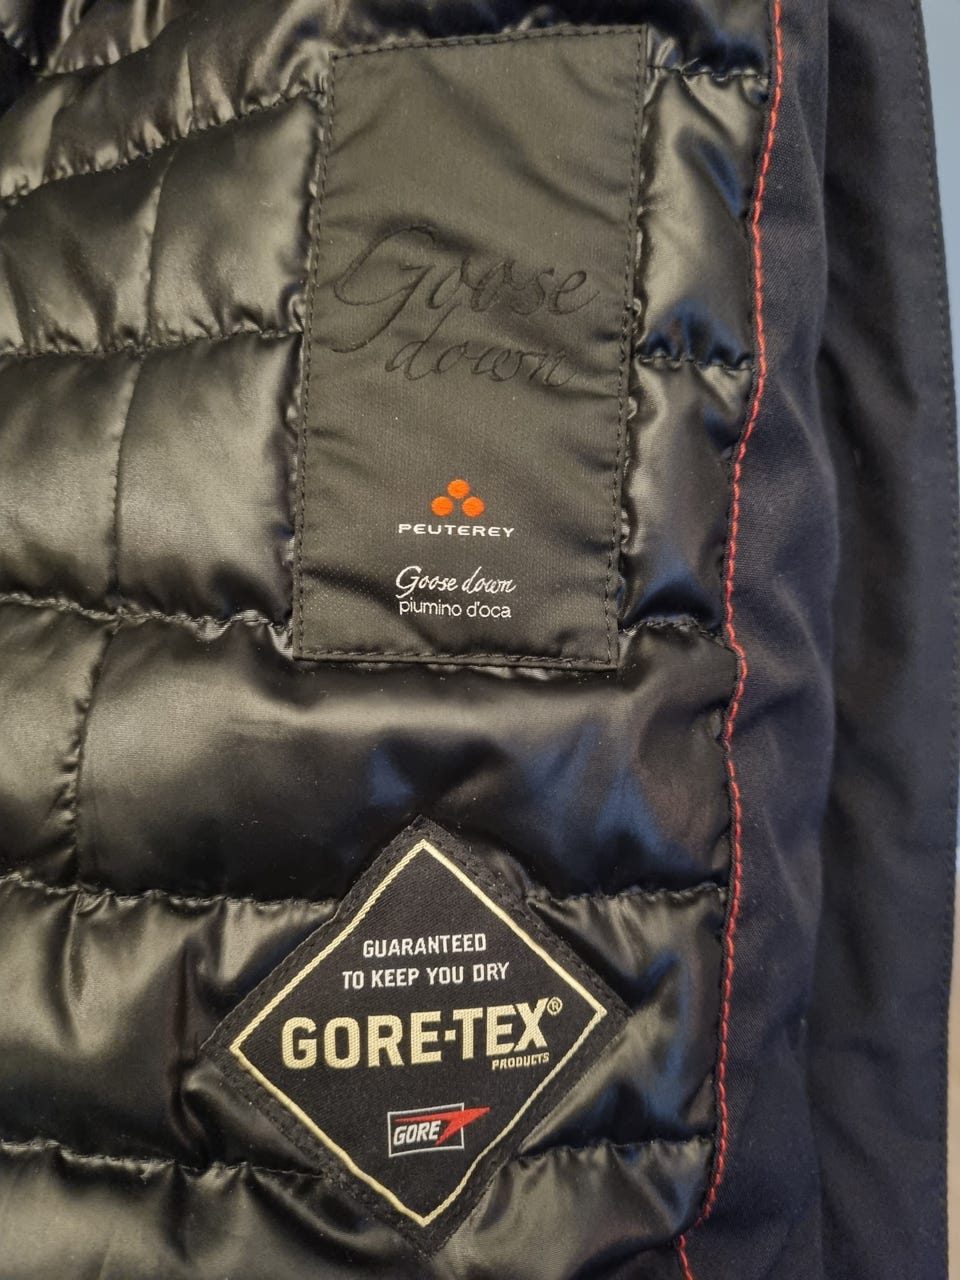 Goose
down
PEUTEREY
Goose down
piumino d'oca
GUARANTEED
TO KEEP YOU DRY
GORE-TEX®
PRODUCTS
GORE